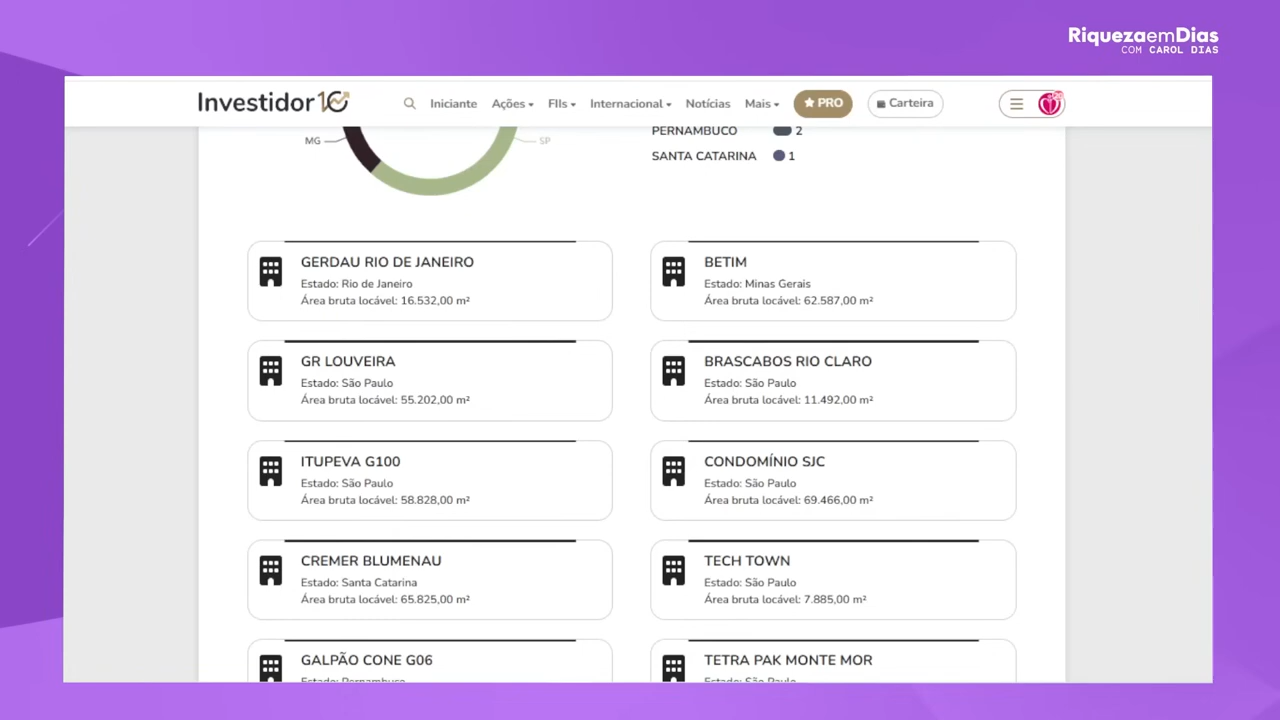 RiquezaemDias
COM CAROL DIAS
Investidor10
Iniciante
Ações
FIIs
Internacional
Notícias
Mais
PRO
Carteira
MG
SP
PERNAMBUCO 2
SANTA CATARINA 1
GERDAU RIO DE JANEIRO
Estado: Rio de Janeiro
Área bruta locável: 16.532,00 m²
BETIM
Estado: Minas Gerais
Área bruta locável: 62.587,00 m²
GR LOUVEIRA
Estado: São Paulo
Área bruta locável: 55.202,00 m²
BRASCABOS RIO CLARO
Estado: São Paulo
Área bruta locável: 11.492,00 m²
ITUPEVA G100
Estado: São Paulo
Área bruta locável: 58.828,00 m²
CONDOMÍNIO SJC
Estado: São Paulo
Área bruta locável: 69.466,00 m²
CREMER BLUMENAU
Estado: Santa Catarina
Área bruta locável: 65.825,00 m²
TECH TOWN
Estado: São Paulo
Área bruta locável: 7.885,00 m²
GALPÃO CONE G06
Estado: Pernambuco
TETRA PAK MONTE MOR
Estado: São Paulo